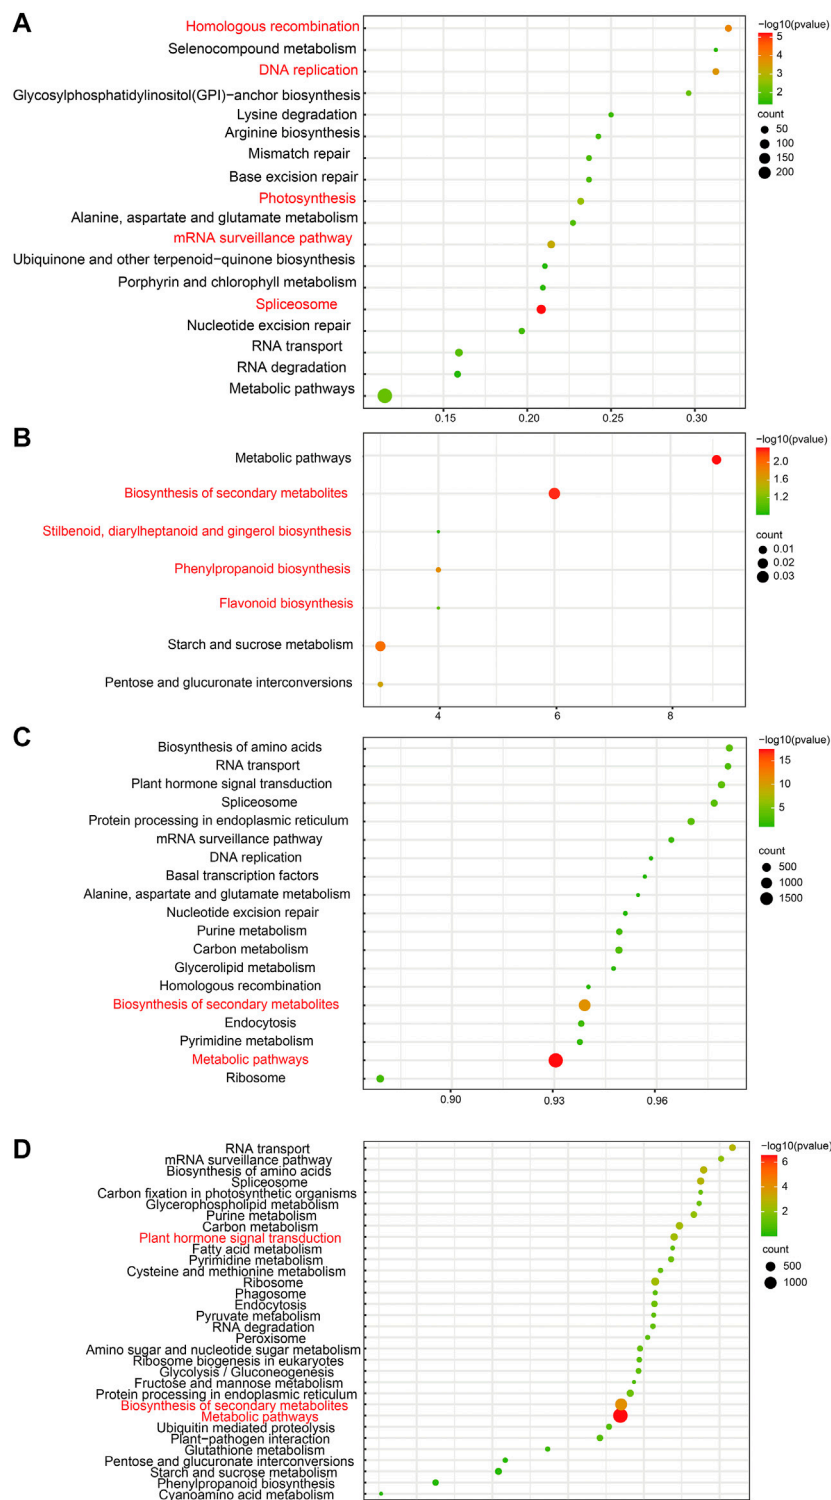 A
Homologous recombination
Selenocompound metabolism
DNA replication
Glycosylphosphatidylinositol(GPI)−anchor biosynthesis
Lysine degradation
Arginine biosynthesis
Mismatch repair
Base excision repair
Photosynthesis
Alanine, aspartate and glutamate metabolism
mRNA surveillance pathway
Ubiquinone and other terpenoid−quinone biosynthesis
Porphyrin and chlorophyll metabolism
Spliceosome
Nucleotide excision repair
RNA transport
RNA degradation
Metabolic pathways
0.15 0.20 0.25 0.30
−log10(pvalue)
5
4
3
2
count
50
100
150
200
B
Metabolic pathways
Biosynthesis of secondary metabolites
Stilbenoid, diarylheptanoid and gingerol biosynthesis
Phenylpropanoid biosynthesis
Flavonoid biosynthesis
Starch and sucrose metabolism
Pentose and glucuronate interconversions
4 6 8
−log10(pvalue)
2.0
1.6
1.2
count
0.01
0.02
0.03
C
Biosynthesis of amino acids
RNA transport
Plant hormone signal transduction
Spliceosome
Protein processing in endoplasmic reticulum
mRNA surveillance pathway
DNA replication
Basal transcription factors
Alanine, aspartate and glutamate metabolism
Nucleotide excision repair
Purine metabolism
Carbon metabolism
Glycerolipid metabolism
Homologous recombination
Biosynthesis of secondary metabolites
Endocytosis
Pyrimidine metabolism
Metabolic pathways
Ribosome
0.90 0.93 0.96
−log10(pvalue)
15
10
5
count
500
1000
1500
D
RNA transport
mRNA surveillance pathway
Biosynthesis of amino acids
Spliceosome
Carbon fixation in photosynthetic organisms
Glycerophospholipid metabolism
Purine metabolism
Carbon metabolism
Plant hormone signal transduction
Fatty acid metabolism
Pyrimidine metabolism
Cysteine and methionine metabolism
Ribosome
Phagosome
Endocytosis
Pyruvate metabolism
RNA degradation
Peroxisome
Amino sugar and nucleotide sugar metabolism
Ribosome biogenesis in eukaryotes
Glycolysis / Gluconeogenesis
Fructose and mannose metabolism
Protein processing in endoplasmic reticulum
Biosynthesis of secondary metabolites
Metabolic pathways
Ubiquitin mediated proteolysis
Plant−pathogen interaction
Glutathione metabolism
Pentose and glucuronate interconversions
Starch and sucrose metabolism
Phenylpropanoid biosynthesis
Cyanoamino acid metabolism
−log10(pvalue)
6
4
2
count
500
1000